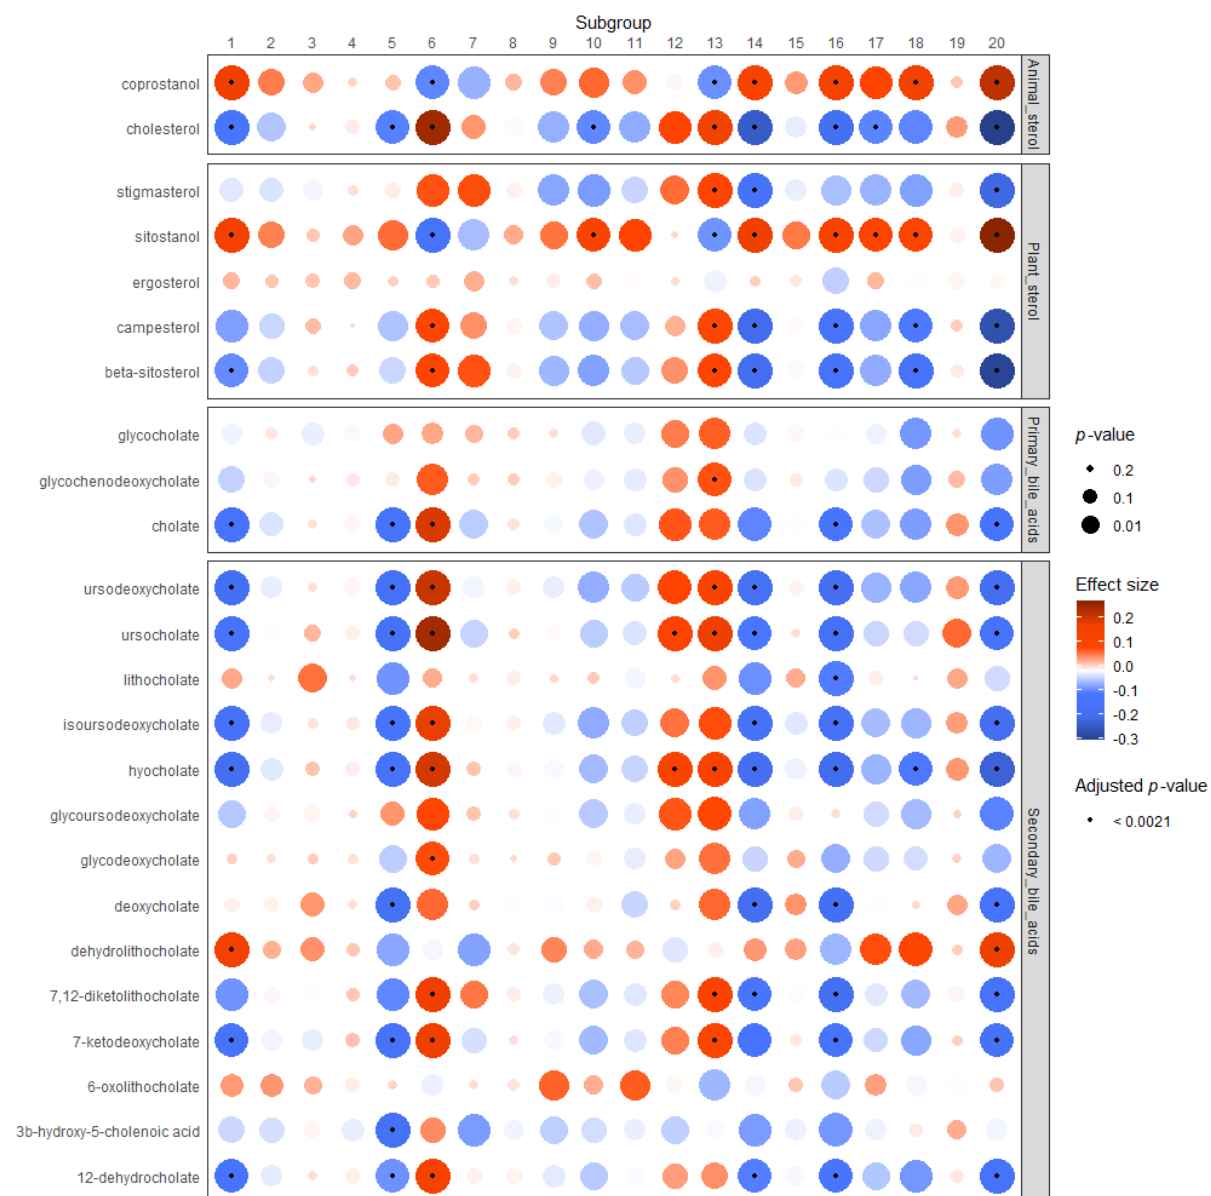 Subgroup
1 2 3 4 5 6 7 8 9 10 11 12 13 14 15 16 17 18 19 20
coprostanol
cholesterol
Animal_sterol
stigmasterol
sitostanol
ergosterol
campesterol
beta-sitosterol
Plant_sterol
glycocholate
glycochenodeoxycholate
cholate
Primary_bile_acids
ursodeoxycholate
ursocholate
lithocholate
isoursodeoxycholate
hyocholate
glycoursodeoxycholate
glycodeoxycholate
deoxycholate
dehydrolithocholate
7,12-diketolithocholate
7-ketodeoxycholate
6-oxolithocholate
3b-hydroxy-5-cholenoic acid
12-dehydrocholate
Secondary_bile_acids
p-value
0.2
0.1
0.01
Effect size
0.2
0.1
0.0
-0.1
-0.2
-0.3
Adjusted p-value
< 0.0021